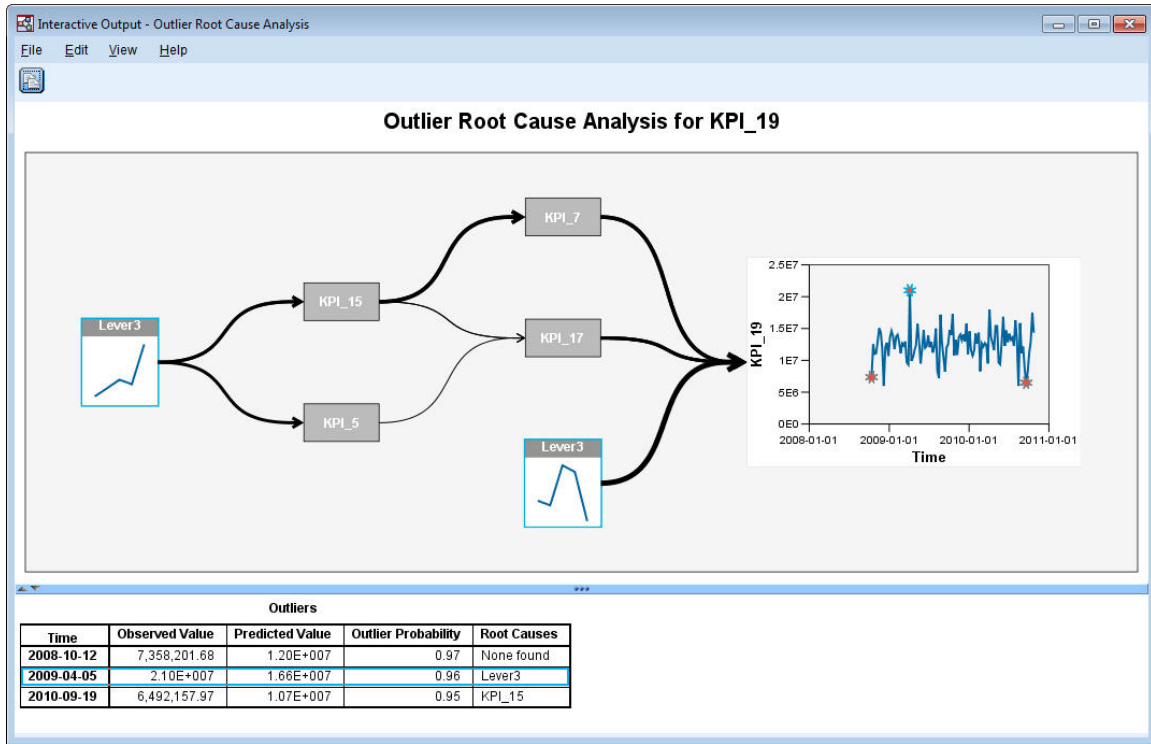 Interactive Output - Outlier Root Cause Analysis
File Edit View Help
Outlier Root Cause Analysis for KPI_19
KPI_7
KPI_15
KPI_17
Lever3
KPI_5
Lever3
KPI_19
2.5E7
2E7
1.5E7
1E7
5E6
0E0
2008-01-01 2009-01-01 2010-01-01 2011-01-01
Time
Outliers
Time Observed Value Predicted Value Outlier Probability Root Causes
2008-10-12 7,358,201.68 1.20E+007 0.97 None found
2009-04-05 2.10E+007 1.66E+007 0.96 Lever3
2010-09-19 6,492,157.97 1.07E+007 0.95 KPI_15